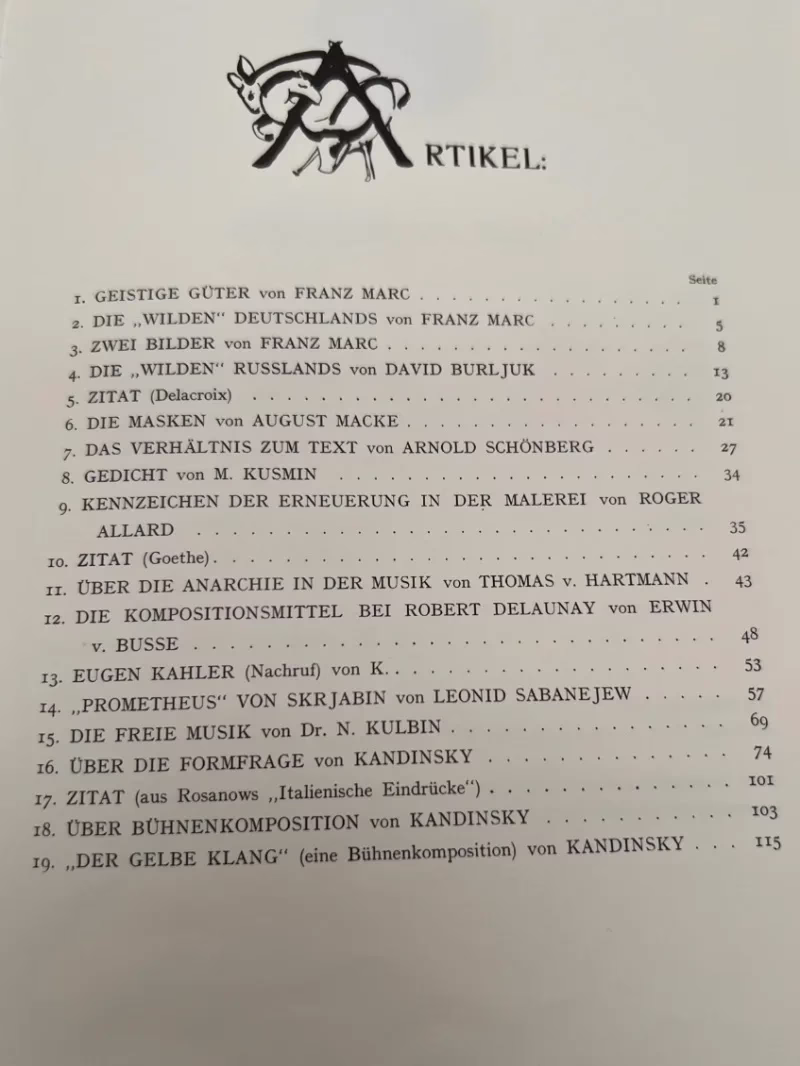 ARTIKEL:
Seite
1. GEISTIGE GÜTER von FRANZ MARC . . . . . . . . . . . . . . . . . 1
2. DIE „WILDEN“ DEUTSCHLANDS von FRANZ MARC . . . . . . . . . 5
3. ZWEI BILDER von FRANZ MARC . . . . . . . . . . . . . . . . . . . 8
4. DIE „WILDEN“ RUSSLANDS von DAVID BURLJUK . . . . . . . . . 13
5. ZITAT (Delacroix) . . . . . . . . . . . . . . . . . . . . . . . . . 20
6. DIE MASKEN von AUGUST MACKE . . . . . . . . . . . . . . . . . . 21
7. DAS VERHÄLTNIS ZUM TEXT von ARNOLD SCHÖNBERG . . . . . . 27
8. GEDICHT von M. KUSMIN . . . . . . . . . . . . . . . . . . . . . 34
9. KENNZEICHEN DER ERNEUERUNG IN DER MALEREI von ROGER
ALLARD . . . . . . . . . . . . . . . . . . . . . . . . . . . . 35
10. ZITAT (Goethe) . . . . . . . . . . . . . . . . . . . . . . . . . . . 42
11. ÜBER DIE ANARCHIE IN DER MUSIK von THOMAS v. HARTMANN . 43
12. DIE KOMPOSITIONSMITTEL BEI ROBERT DELAUNAY von ERWIN
v. BUSSE . . . . . . . . . . . . . . . . . . . . . . . . . . . 48
13. EUGEN KAHLER (Nachruf) von K. . . . . . . . . . . . . . . . . . 53
14. „PROMETHEUS“ VON SKRJABIN von LEONID SABANEJEW . . . . . 57
15. DIE FREIE MUSIK von Dr. N. KULBIN . . . . . . . . . . . . . . . 69
16. ÜBER DIE FORMFRAGE von KANDINSKY . . . . . . . . . . . . . . 74
17. ZITAT (aus Rosanows „Italienische Eindrücke“) . . . . . . . . . . . . . 101
18. ÜBER BÜHNENKOMPOSITION von KANDINSKY . . . . . . . . . . . 103
19. „DER GELBE KLANG“ (eine Bühnenkomposition) von KANDINSKY . . . 115